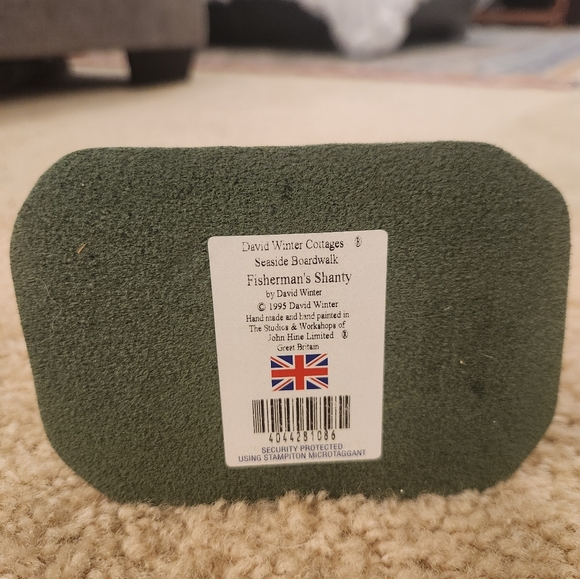 David Winter Cottages ®
Seaside Boardwalk
Fisherman's Shanty
by David Winter
© 1995 David Winter
Hand made and hand painted in
The Studios & Workshops of
John Hine Limited ®
Great Britain
4044281086
SECURITY PROTECTED
USING STAMPITON MICROTAGGANT